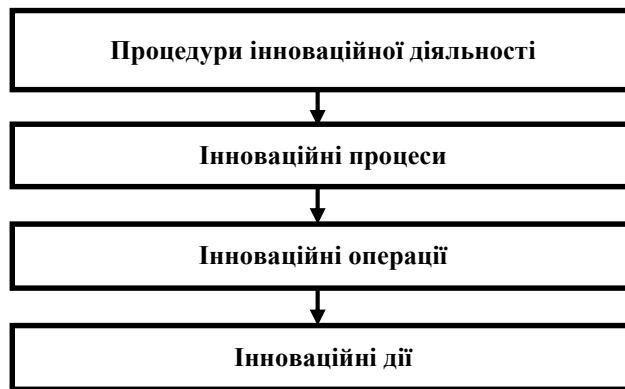 Процедури інноваційної діяльності
Інноваційні процеси
Інноваційні операції
Інноваційні дії